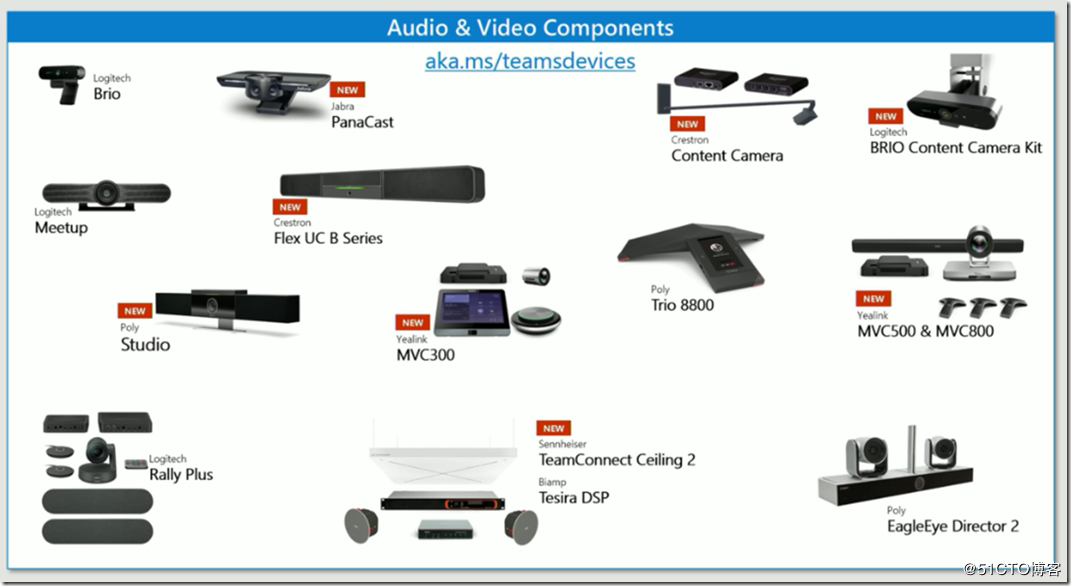 Audio & Video Components
aka.ms/teamsdevices
Logitech
Brio
NEW
Jabra
PanaCast
NEW
Crestron
Content Camera
NEW
Logitech
BRIO Content Camera Kit
Logitech
Meetup
NEW
Crestron
Flex UC B Series
Poly
Trio 8800
NEW
Yealink
MVC500 & MVC800
NEW
Poly
Studio
NEW
Yealink
MVC300
Logitech
Rally Plus
NEW
Sennheiser
TeamConnect Ceiling 2
Biamp
Tesira DSP
Poly
EagleEye Director 2
@51CTO博客